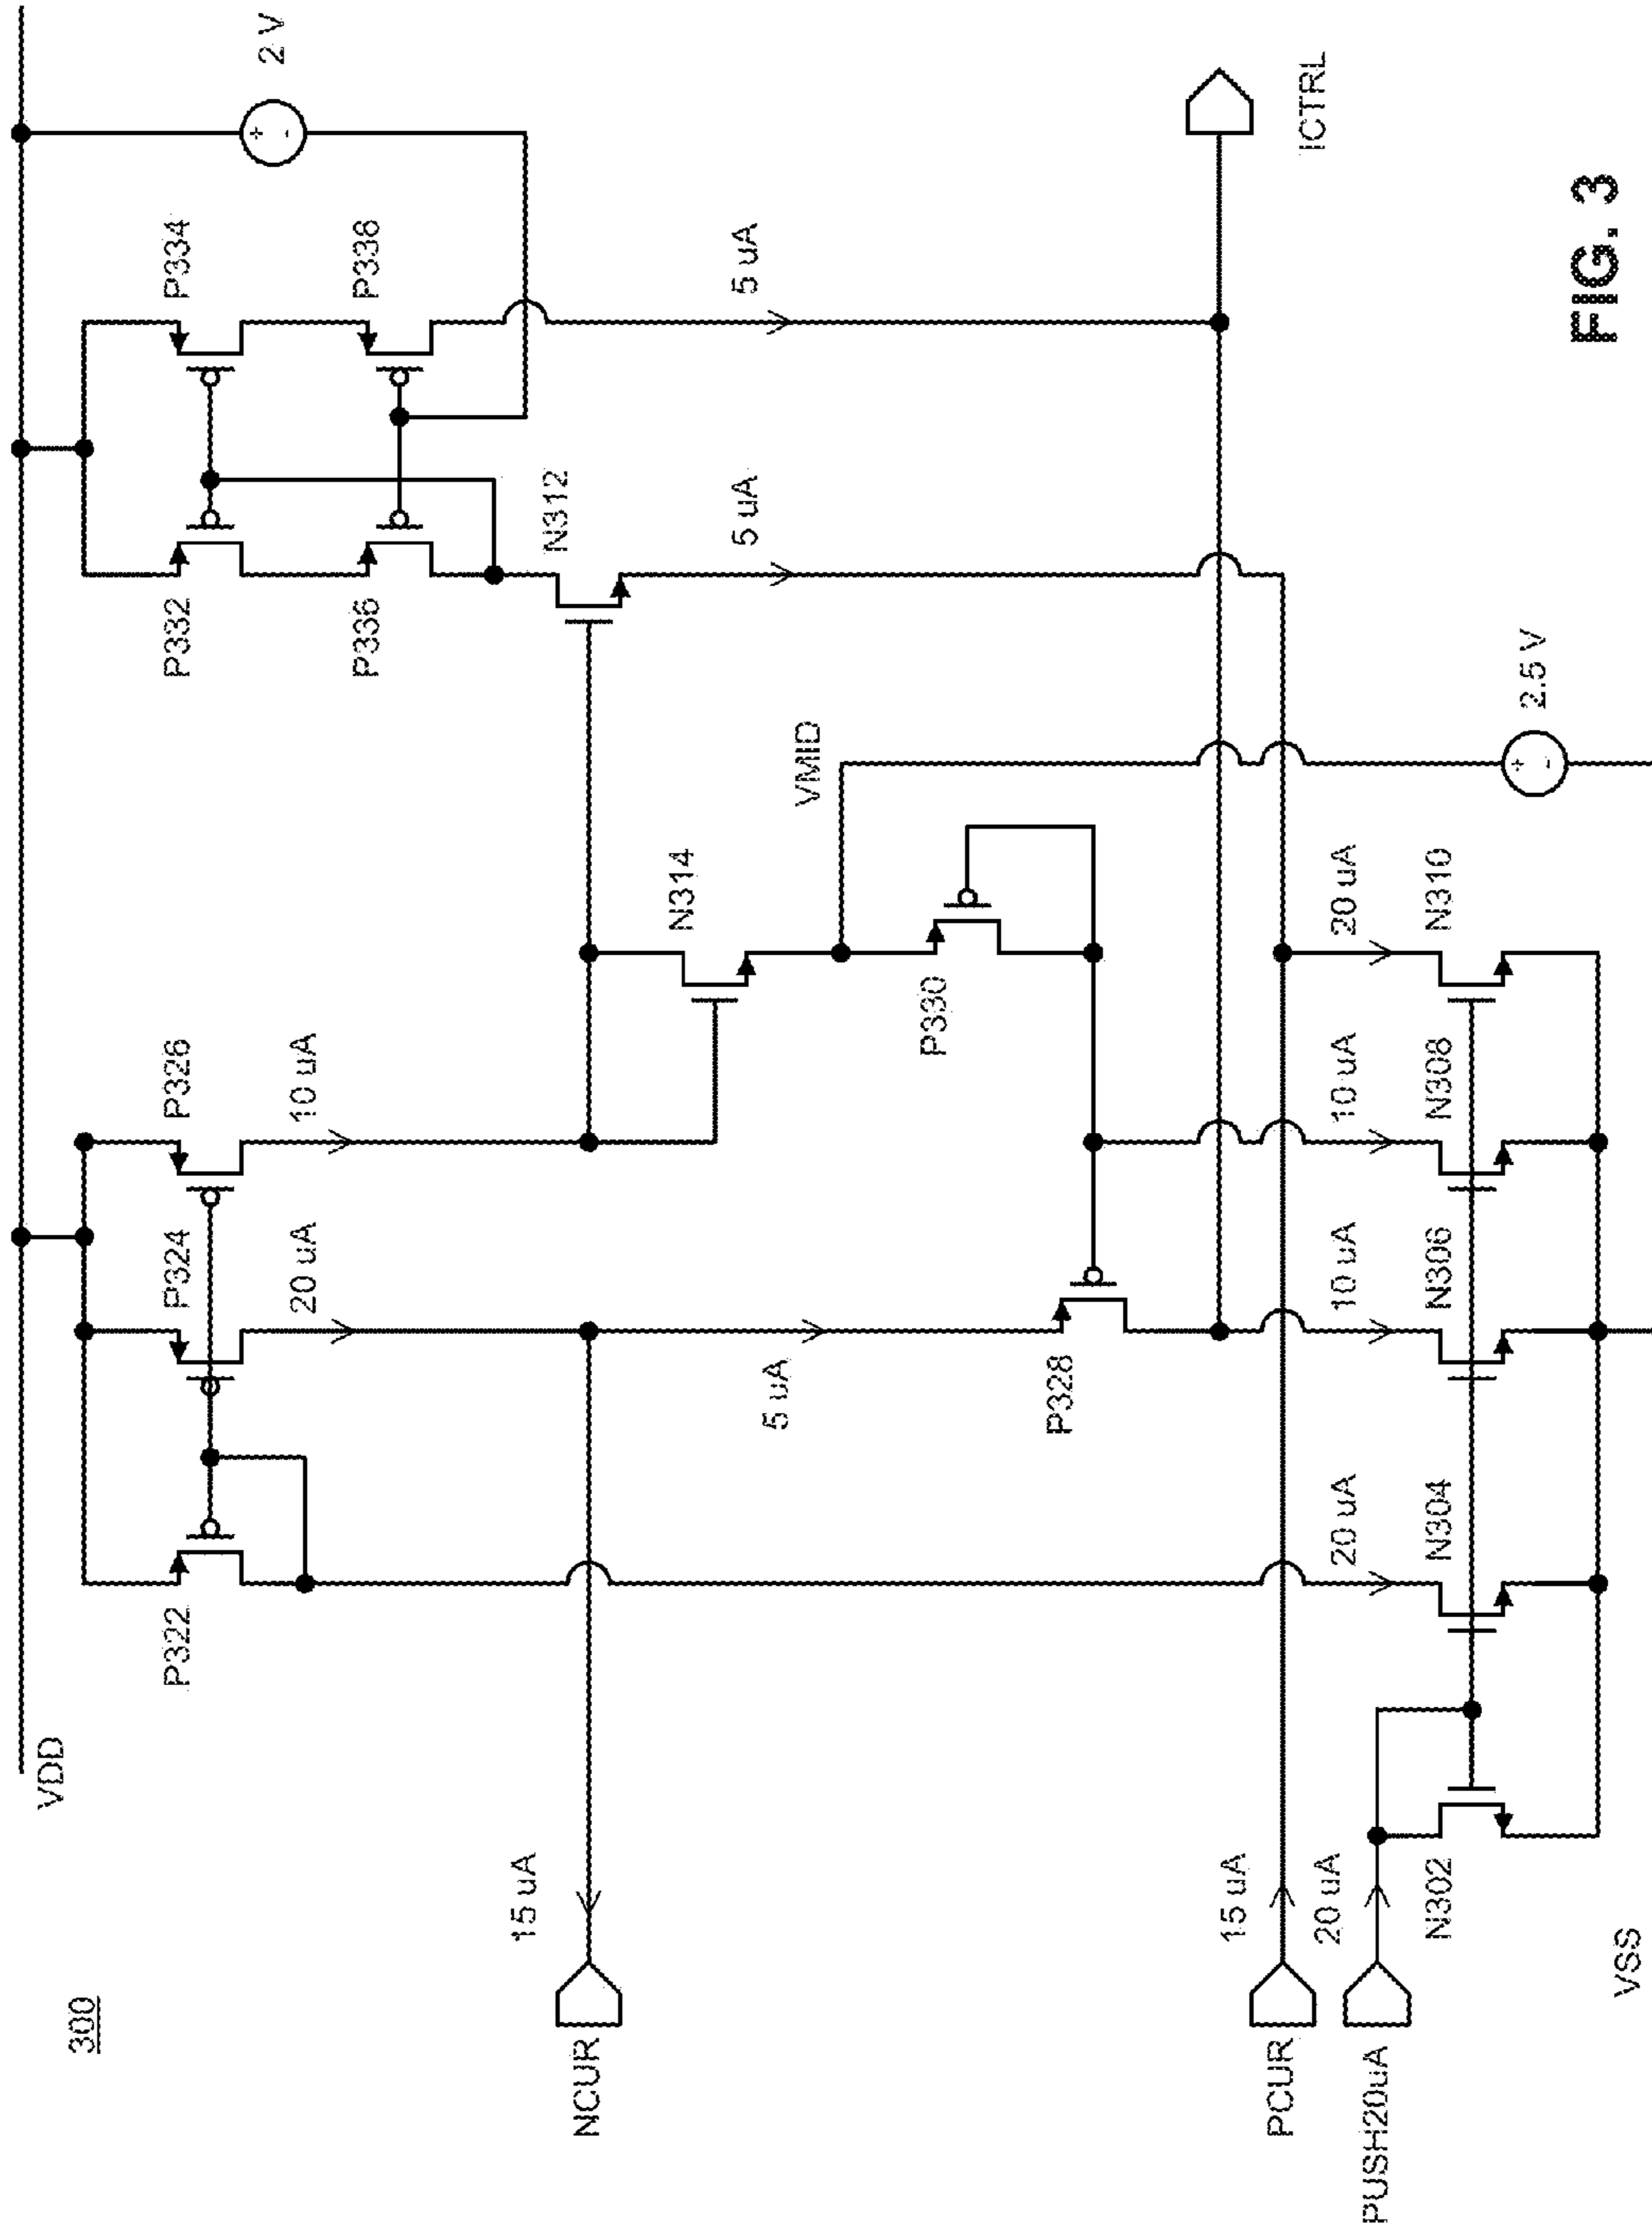 300
VDD
2 V
P322
P324
P326
P332
P334
20 uA
10 uA
P336
P338
15 uA
NCUR
N312
N314
5 uA
5 uA
5 uA
VMID
P330
P328
ICTRL
PCUR
15 uA
PUSH20uA
20 uA
20 uA
10 uA
10 uA
20 uA
N302
N304
N306
N308
N310
2.5 V
VSS
FIG. 3